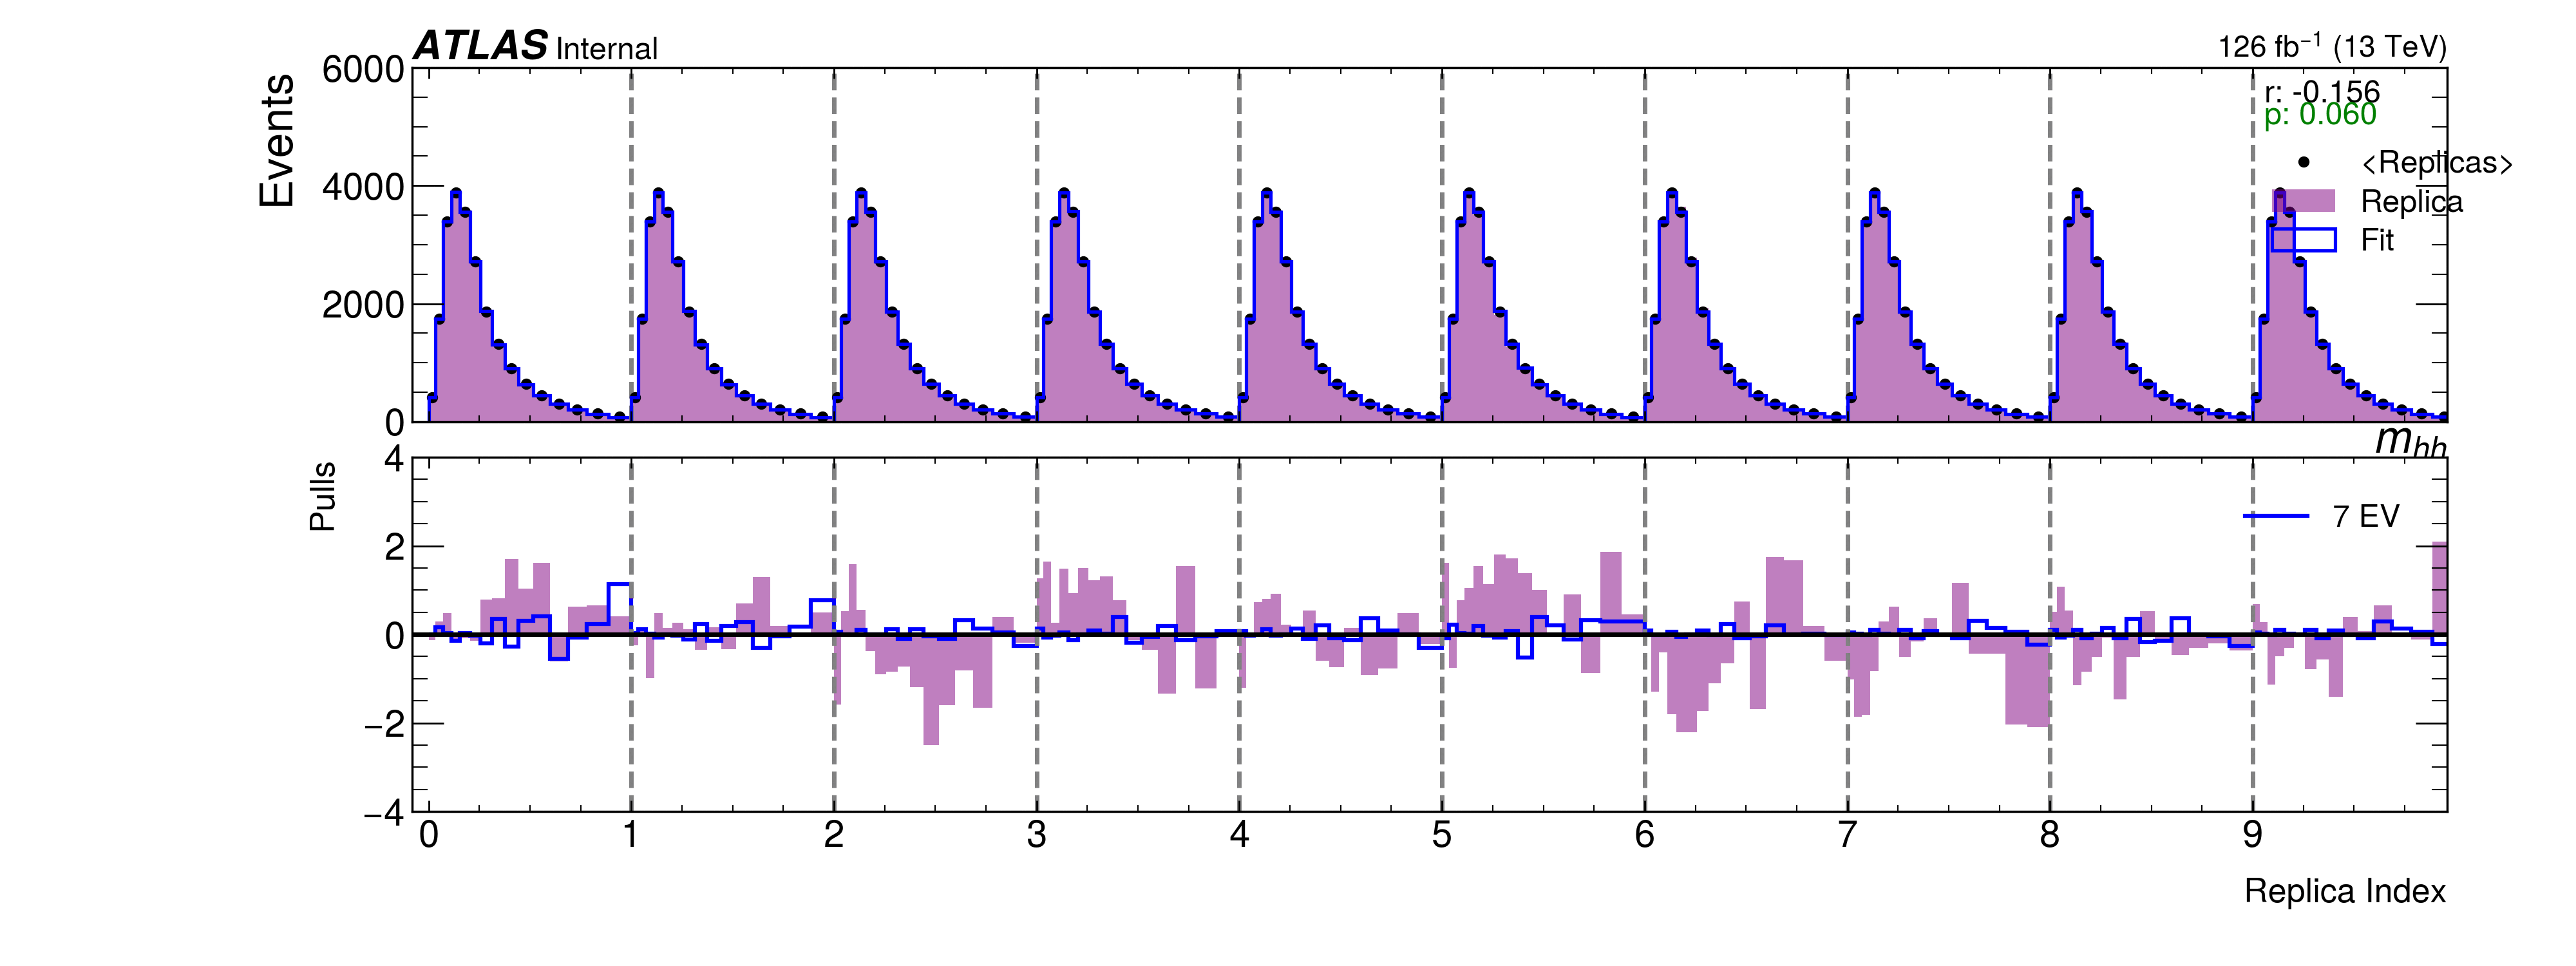 ATLAS Internal
126 fb⁻¹ (13 TeV)
Events
6000
4000
2000
0
r: -0.156
p: 0.060
<Replicas>
Replica
Fit
m_hh
Pulls
4
2
0
−2
−4
7 EV
0 1 2 3 4 5 6 7 8 9
Replica Index